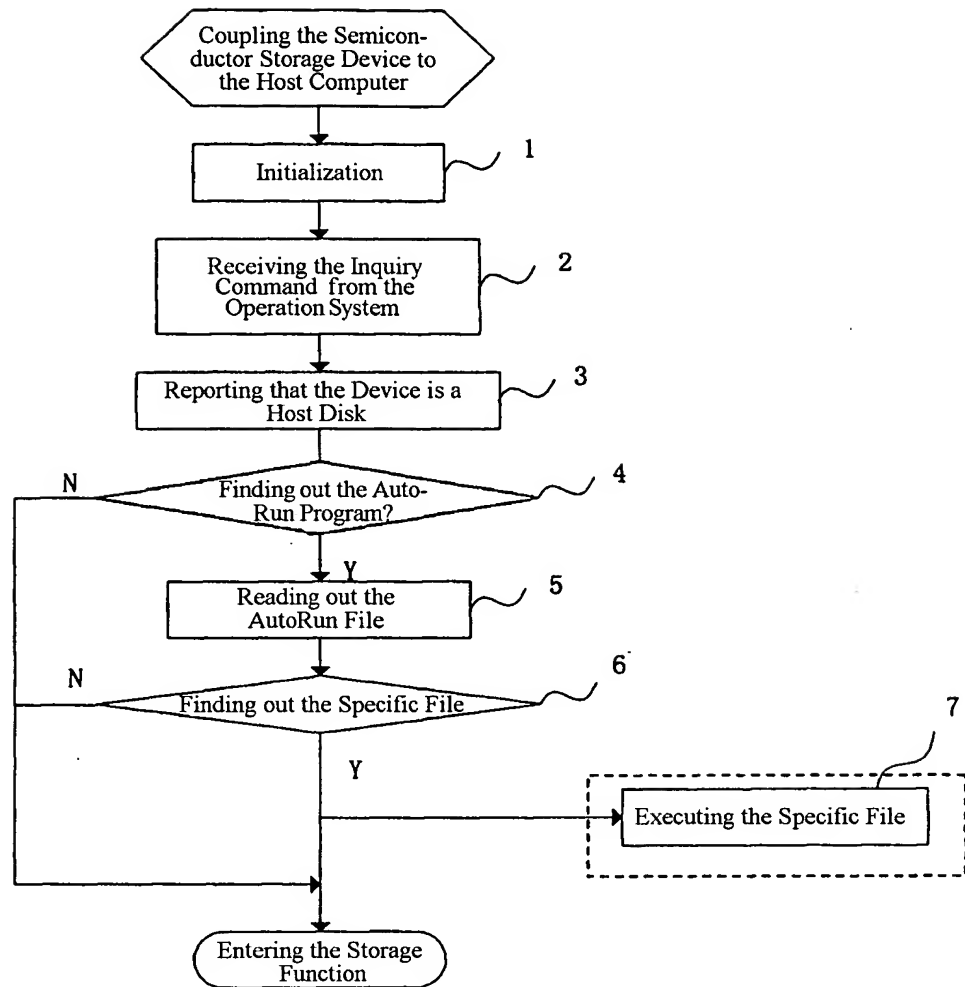 Coupling the Semicon-
ductor Storage Device to
the Host Computer
1
Initialization
2
Receiving the Inquiry
Command from the
Operation System
3
Reporting that the Device is a
Host Disk
N
4
Finding out the Auto-
Run Program?
Y
5
Reading out the
AutoRun File
6
N
Finding out the Specific File
7
Y
Executing the Specific File
Entering the Storage
Function